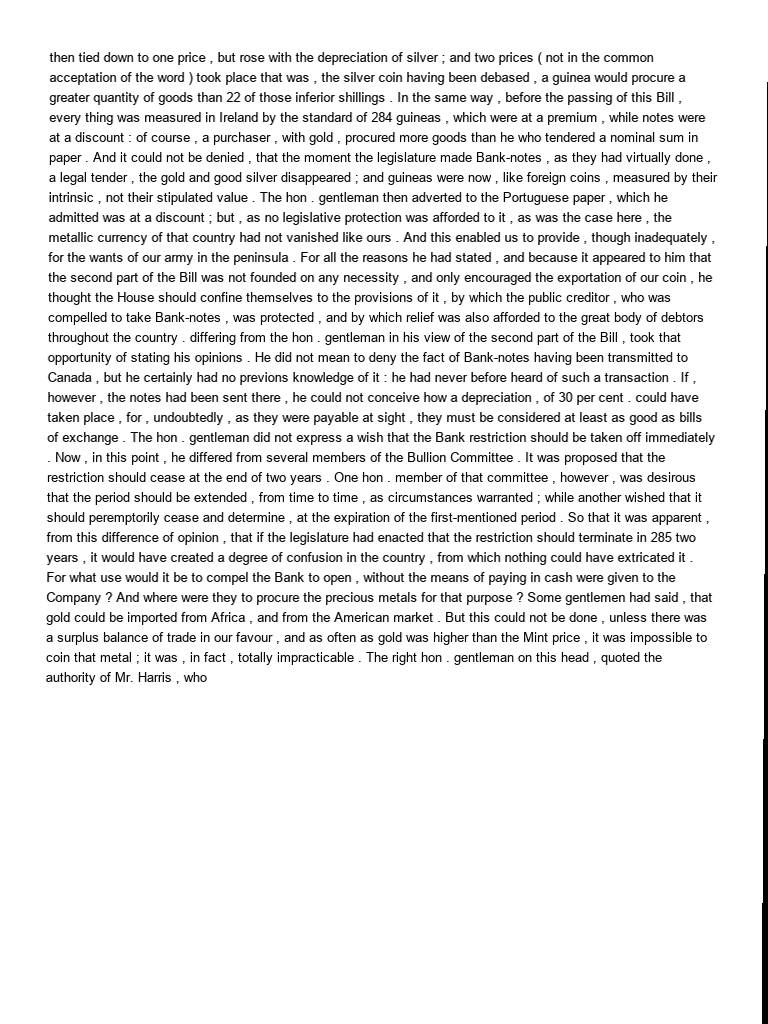 then tied down to one price , but rose with the depreciation of silver ; and two prices ( not in the common
acceptation of the word ) took place that was , the silver coin having been debased , a guinea would procure a
greater quantity of goods than 22 of those inferior shillings . In the same way , before the passing of this Bill ,
every thing was measured in Ireland by the standard of 284 guineas , which were at a premium , while notes were
at a discount : of course , a purchaser , with gold , procured more goods than he who tendered a nominal sum in
paper . And it could not be denied , that the moment the legislature made Bank-notes , as they had virtually done ,
a legal tender , the gold and good silver disappeared ; and guineas were now , like foreign coins , measured by their
intrinsic , not their stipulated value . The hon . gentleman then adverted to the Portuguese paper , which he
admitted was at a discount ; but , as no legislative protection was afforded to it , as was the case here , the
metallic currency of that country had not vanished like ours . And this enabled us to provide , though inadequately ,
for the wants of our army in the peninsula . For all the reasons he had stated , and because it appeared to him that
the second part of the Bill was not founded on any necessity , and only encouraged the exportation of our coin , he
thought the House should confine themselves to the provisions of it , by which the public creditor , who was
compelled to take Bank-notes , was protected , and by which relief was also afforded to the great body of debtors
throughout the country . differing from the hon . gentleman in his view of the second part of the Bill , took that
opportunity of stating his opinions . He did not mean to deny the fact of Bank-notes having been transmitted to
Canada , but he certainly had no previons knowledge of it : he had never before heard of such a transaction . If ,
however , the notes had been sent there , he could not conceive how a depreciation , of 30 per cent . could have
taken place , for , undoubtedly , as they were payable at sight , they must be considered at least as good as bills
of exchange . The hon . gentleman did not express a wish that the Bank restriction should be taken off immediately
. Now , in this point , he differed from several members of the Bullion Committee . It was proposed that the
restriction should cease at the end of two years . One hon . member of that committee , however , was desirous
that the period should be extended , from time to time , as circumstances warranted ; while another wished that it
should peremptorily cease and determine , at the expiration of the first-mentioned period . So that it was apparent ,
from this difference of opinion , that if the legislature had enacted that the restriction should terminate in 285 two
years , it would have created a degree of confusion in the country , from which nothing could have extricated it .
For what use would it be to compel the Bank to open , without the means of paying in cash were given to the
Company ? And where were they to procure the precious metals for that purpose ? Some gentlemen had said , that
gold could be imported from Africa , and from the American market . But this could not be done , unless there was
a surplus balance of trade in our favour , and as often as gold was higher than the Mint price , it was impossible to
coin that metal ; it was , in fact , totally impracticable . The right hon . gentleman on this head , quoted the
authority of Mr. Harris , who